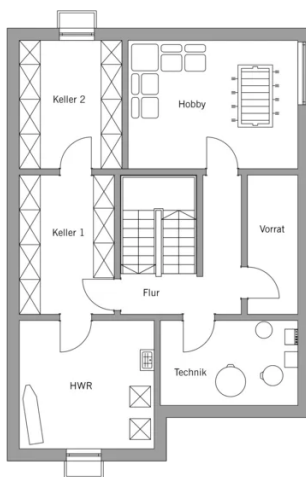 Keller 2
Hobby
Keller 1
Vorrat
Flur
Technik
HWR